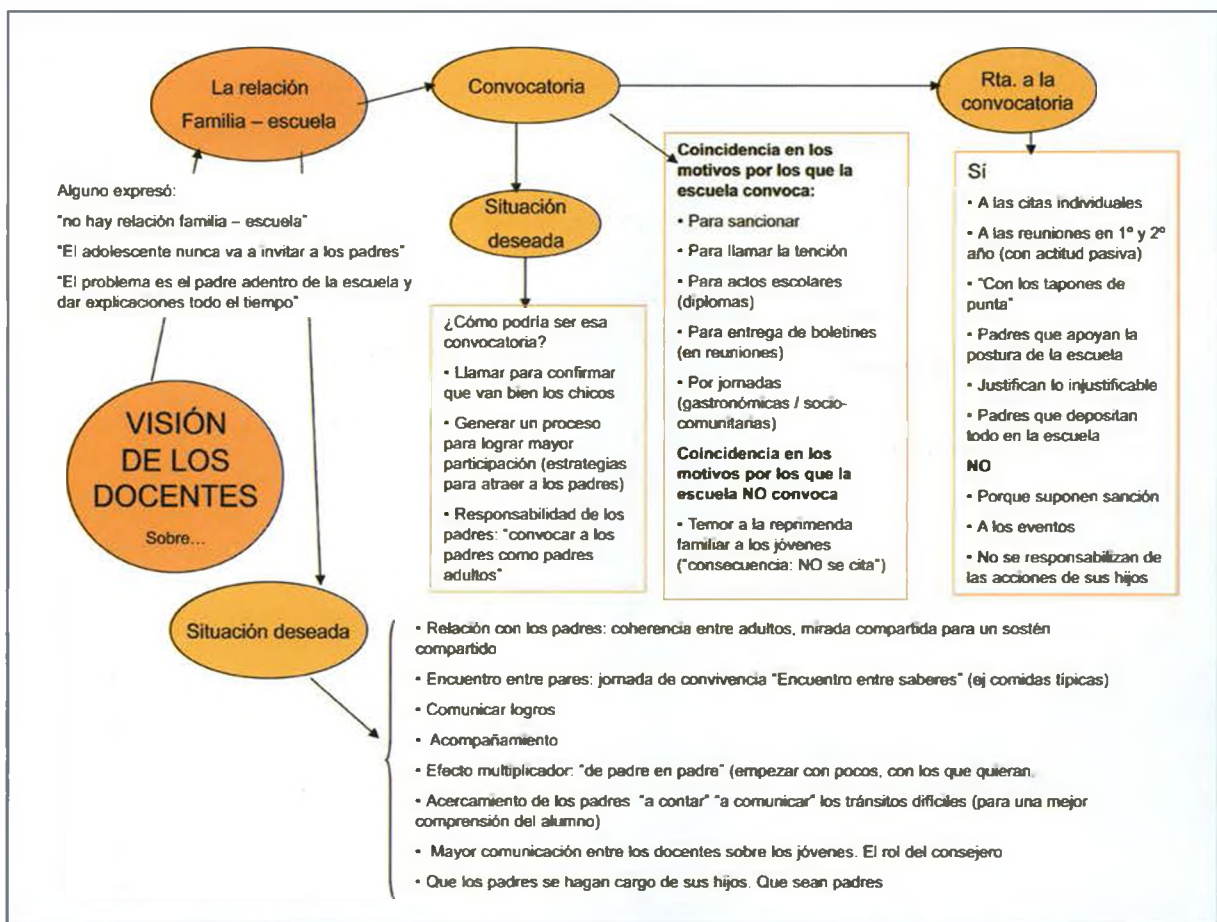 La relación
Familia – escuela
Convocatoria
Rta. a la
convocatoria
Alguno expresó:
"no hay relación familia – escuela"
"El adolescente nunca va a invitar a los padres"
"El problema es el padre adentro de la escuela y
dar explicaciones todo el tiempo"
VISIÓN
DE LOS
DOCENTES
Sobre...
Situación
deseada
¿Cómo podría ser esa
convocatoria?
• Llamar para confirmar
que van bien los chicos
• Generar un proceso
para lograr mayor
participación (estrategias
para atraer a los padres)
• Responsabilidad de los
padres: "convocar a los
padres como padres
adultos"
Coincidencia en los
motivos por los que la
escuela convoca:
• Para sancionar
• Para llamar la tención
• Para actos escolares
(diplomas)
• Para entrega de boletines
(en reuniones)
• Por jornadas
(gastronómicas / socio-
comunitarias)
Coincidencia en los
motivos por los que la
escuela NO convoca
• Temor a la reprimenda
familiar a los jóvenes
("consecuencia: NO se cita")
Sí
• A las citas individuales
• A las reuniones en 1º y 2º
año (con actitud pasiva)
• "Con los tapones de
punta"
• Padres que apoyan la
postura de la escuela
• Justifican lo injustificable
• Padres que depositan
todo en la escuela
NO
• Porque suponen sanción
• A los eventos
• No se responsabilizan de
las acciones de sus hijos
Situación deseada
• Relación con los padres: coherencia entre adultos, mirada compartida para un sostén
compartido
• Encuentro entre pares: jornada de convivencia "Encuentro entre saberes" (ej comidas típicas)
• Comunicar logros
• Acompañamiento
• Efecto multiplicador: "de padre en padre" (empezar con pocos, con los que quieran.
• Acercamiento de los padres "a contar" "a comunicar" los tránsitos difíciles (para una mejor
comprensión del alumno)
• Mayor comunicación entre los docentes sobre los jóvenes. El rol del consejero
• Que los padres se hagan cargo de sus hijos. Que sean padres